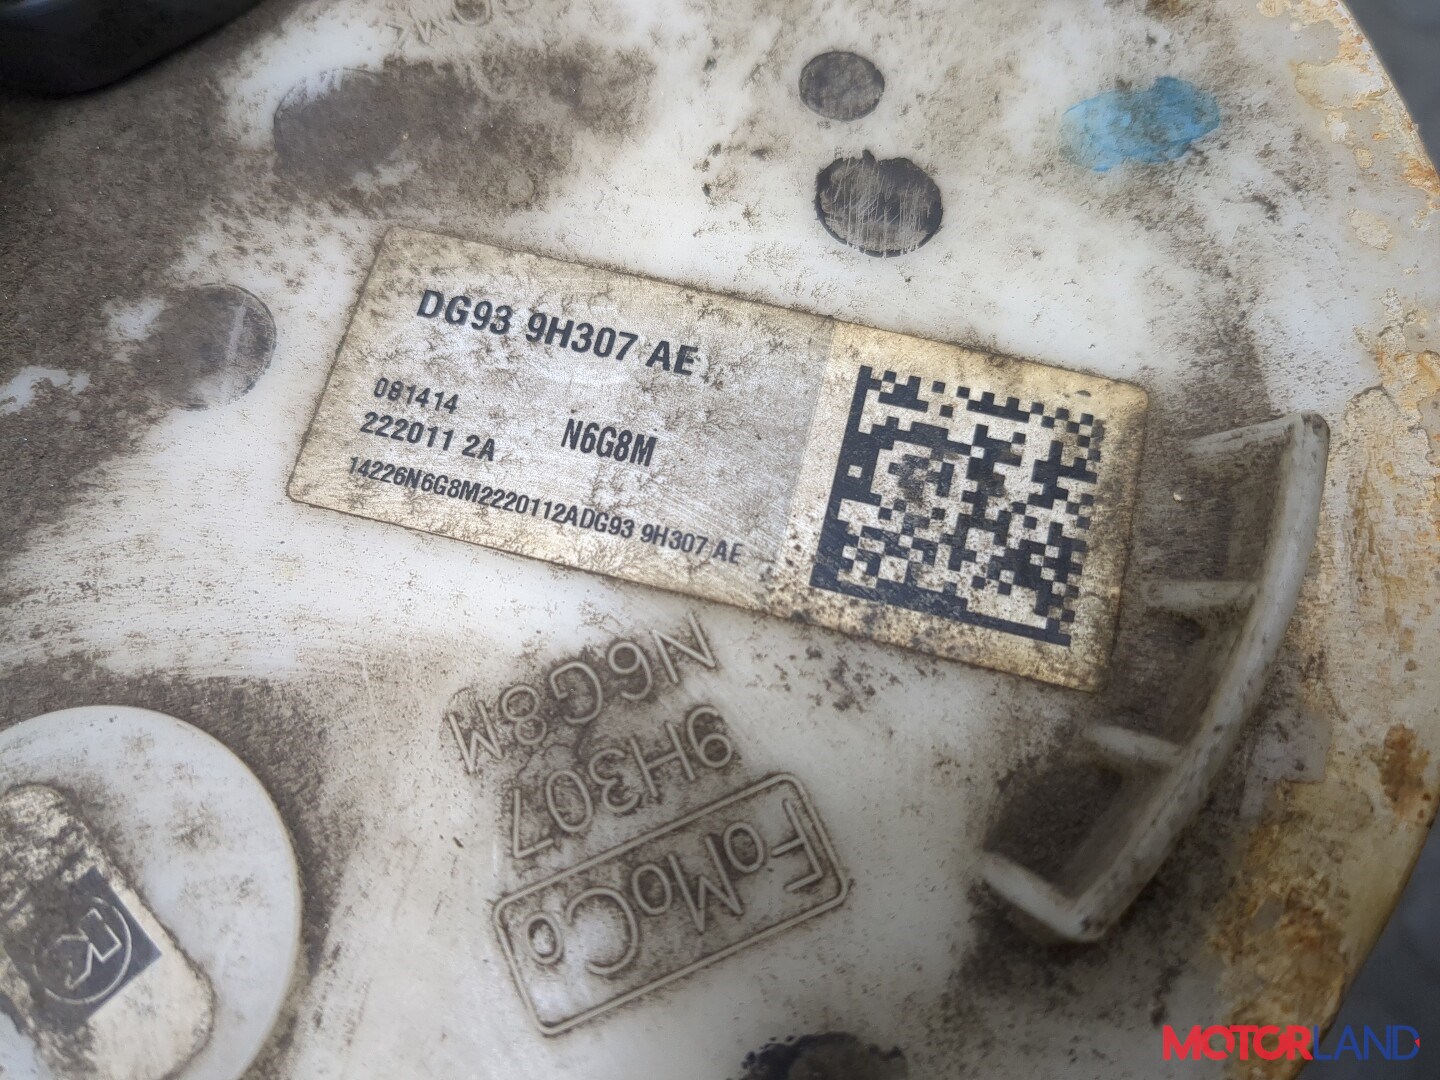 DG93 9H307 AE
081414
222011 2A
N6G8M
14226N6G8M2220112ADG93 9H307 AE
N6G8M
9H307
FoMoCo
MOTORLAND